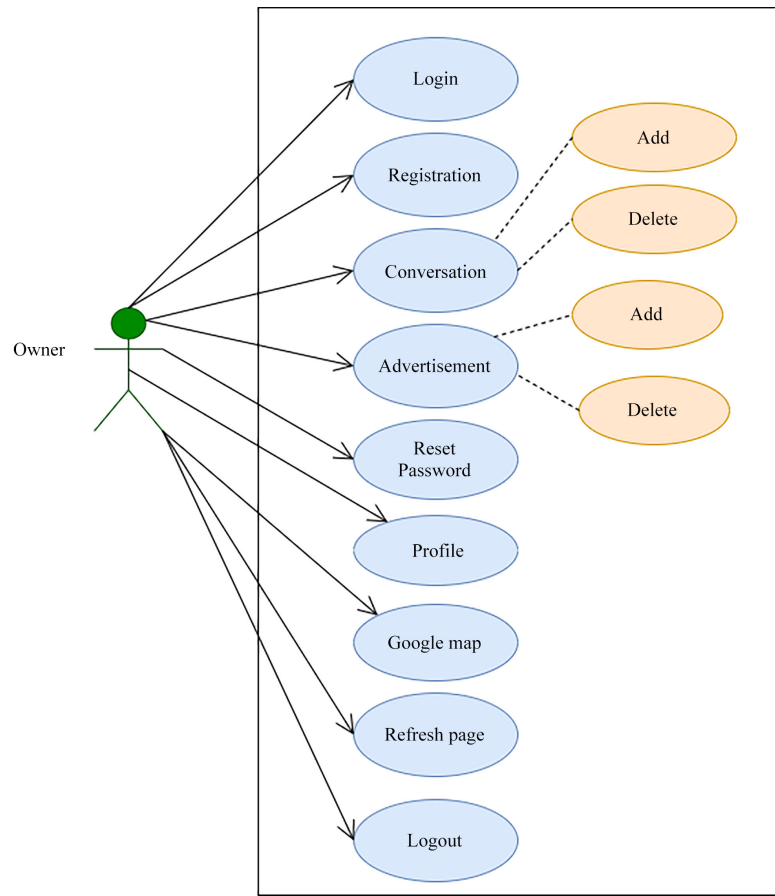 Login
Add
Registration
Delete
Conversation
Add
Owner
Advertisement
Delete
Reset
Password
Profile
Google map
Refresh page
Logout